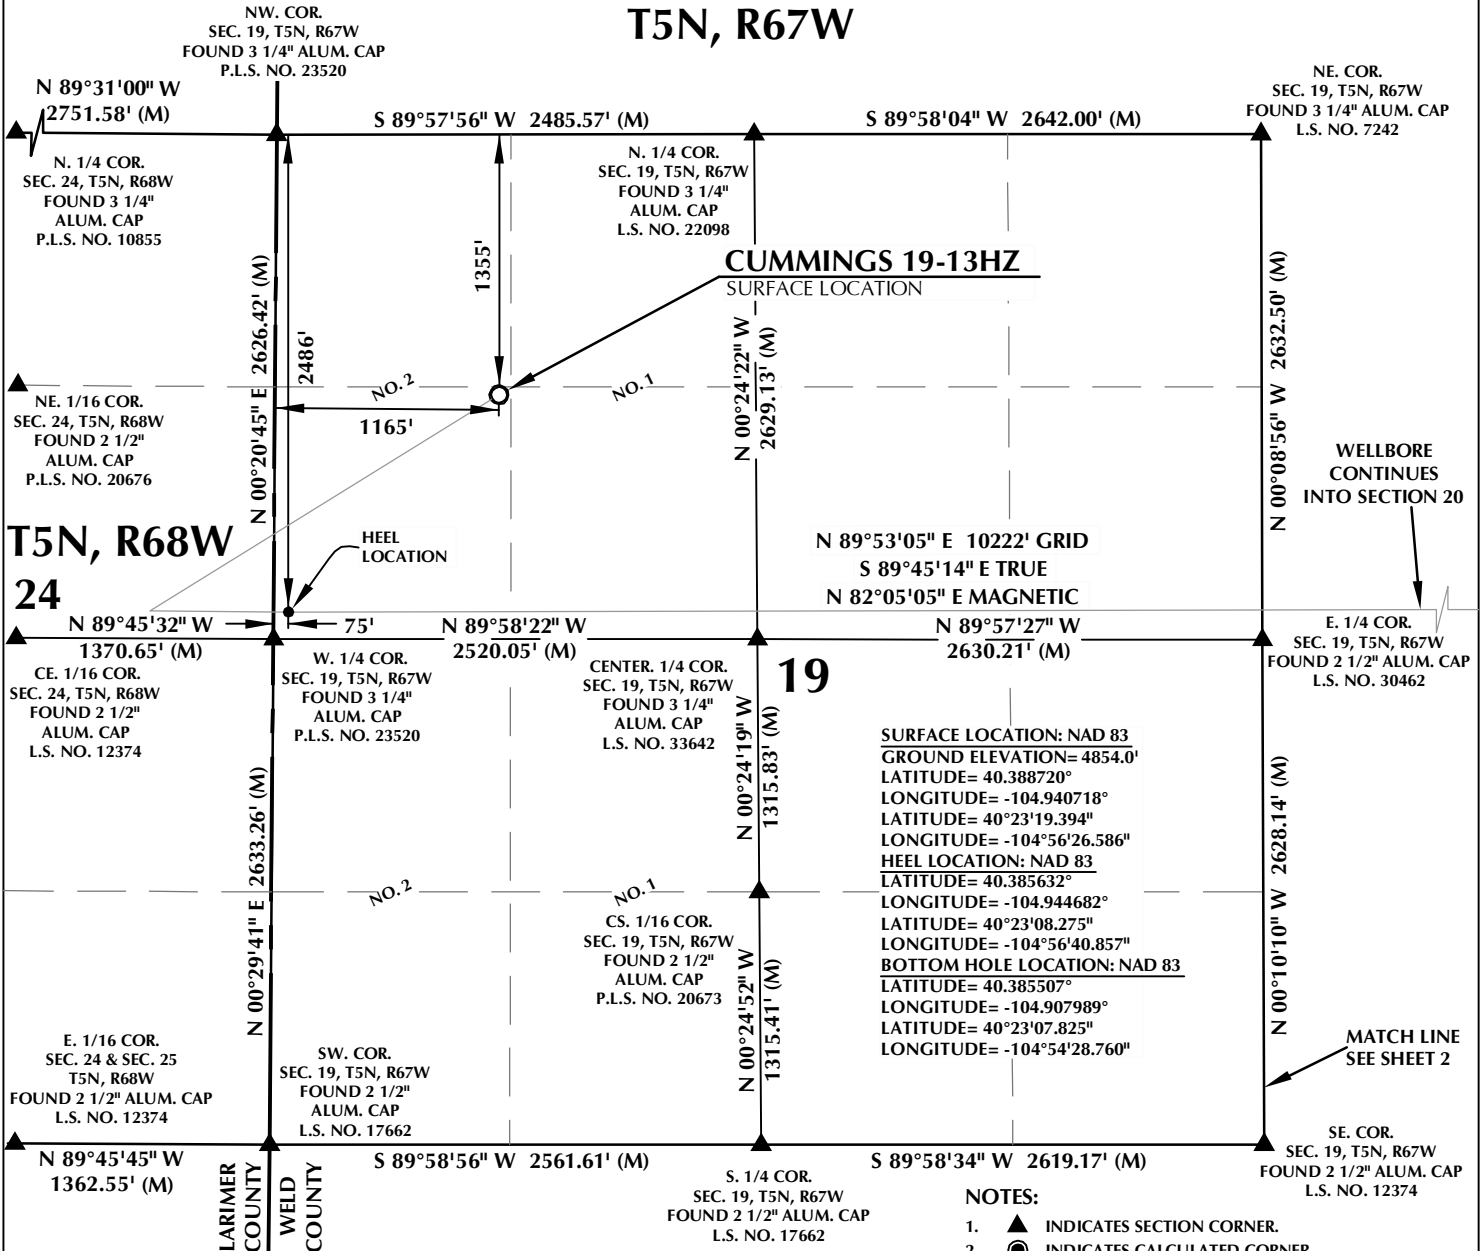 T5N, R67W
NW. COR.
SEC. 19, T5N, R67W
FOUND 3 1/4" ALUM. CAP
P.L.S. NO. 23520
N 89°31'00" W
2751.58' (M)
S 89°57'56" W 2485.57' (M)
S 89°58'04" W 2642.00' (M)
NE. COR.
SEC. 19, T5N, R67W
FOUND 3 1/4" ALUM. CAP
L.S. NO. 7242
N. 1/4 COR.
SEC. 24, T5N, R68W
FOUND 3 1/4"
ALUM. CAP
P.L.S. NO. 10855
N. 1/4 COR.
SEC. 19, T5N, R67W
FOUND 3 1/4"
ALUM. CAP
L.S. NO. 22098
CUMMINGS 19-13HZ
SURFACE LOCATION
1355'
2486'
N 00°20'45" E 2626.42' (M)
N 00°24'22" W
2629.13' (M)
N 00°08'56" W 2632.50' (M)
NO. 2
NO. 1
1165'
NE. 1/16 COR.
SEC. 24, T5N, R68W
FOUND 2 1/2"
ALUM. CAP
P.L.S. NO. 20676
WELLBORE
CONTINUES
INTO SECTION 20
T5N, R68W
24
HEEL
LOCATION
N 89°53'05" E 10222' GRID
S 89°45'14" E TRUE
N 82°05'05" E MAGNETIC
N 89°45'32" W
1370.65' (M)
75'
N 89°58'22" W
2520.05' (M)
N 89°57'27" W
2630.21' (M)
E. 1/4 COR.
SEC. 19, T5N, R67W
FOUND 2 1/2" ALUM. CAP
L.S. NO. 30462
CE. 1/16 COR.
SEC. 24, T5N, R68W
FOUND 2 1/2"
ALUM. CAP
L.S. NO. 12374
W. 1/4 COR.
SEC. 19, T5N, R67W
FOUND 3 1/4"
ALUM. CAP
P.L.S. NO. 23520
CENTER. 1/4 COR.
SEC. 19, T5N, R67W
FOUND 3 1/4"
ALUM. CAP
L.S. NO. 33642
19
N 00°24'19" W
1315.83' (M)
SURFACE LOCATION: NAD 83
GROUND ELEVATION= 4854.0'
LATITUDE= 40.388720°
LONGITUDE= -104.940718°
LATITUDE= 40°23'19.394"
LONGITUDE= -104°56'26.586"
HEEL LOCATION: NAD 83
LATITUDE= 40.385632°
LONGITUDE= -104.944682°
LATITUDE= 40°23'08.275"
LONGITUDE= -104°56'40.857"
BOTTOM HOLE LOCATION: NAD 83
LATITUDE= 40.385507°
LONGITUDE= -104.907989°
LATITUDE= 40°23'07.825"
LONGITUDE= -104°54'28.760"
N 00°29'41" E 2633.26' (M)
N 00°10'10" W 2628.14' (M)
NO. 2
NO. 1
CS. 1/16 COR.
SEC. 19, T5N, R67W
FOUND 2 1/2"
ALUM. CAP
P.L.S. NO. 20673
N 00°24'52" W
1315.41' (M)
MATCH LINE
SEE SHEET 2
E. 1/16 COR.
SEC. 24 & SEC. 25
T5N, R68W
FOUND 2 1/2" ALUM. CAP
L.S. NO. 12374
SW. COR.
SEC. 19, T5N, R67W
FOUND 2 1/2"
ALUM. CAP
L.S. NO. 17662
N 89°45'45" W
1362.55' (M)
LARIMER
COUNTY
WELD
COUNTY
S 89°58'56" W 2561.61' (M)
S 89°58'34" W 2619.17' (M)
S. 1/4 COR.
SEC. 19, T5N, R67W
FOUND 2 1/2" ALUM. CAP
L.S. NO. 17662
SE. COR.
SEC. 19, T5N, R67W
FOUND 2 1/2" ALUM. CAP
L.S. NO. 12374
NOTES:
1. INDICATES SECTION CORNER.
2. INDICATES CALCULATED CORNER